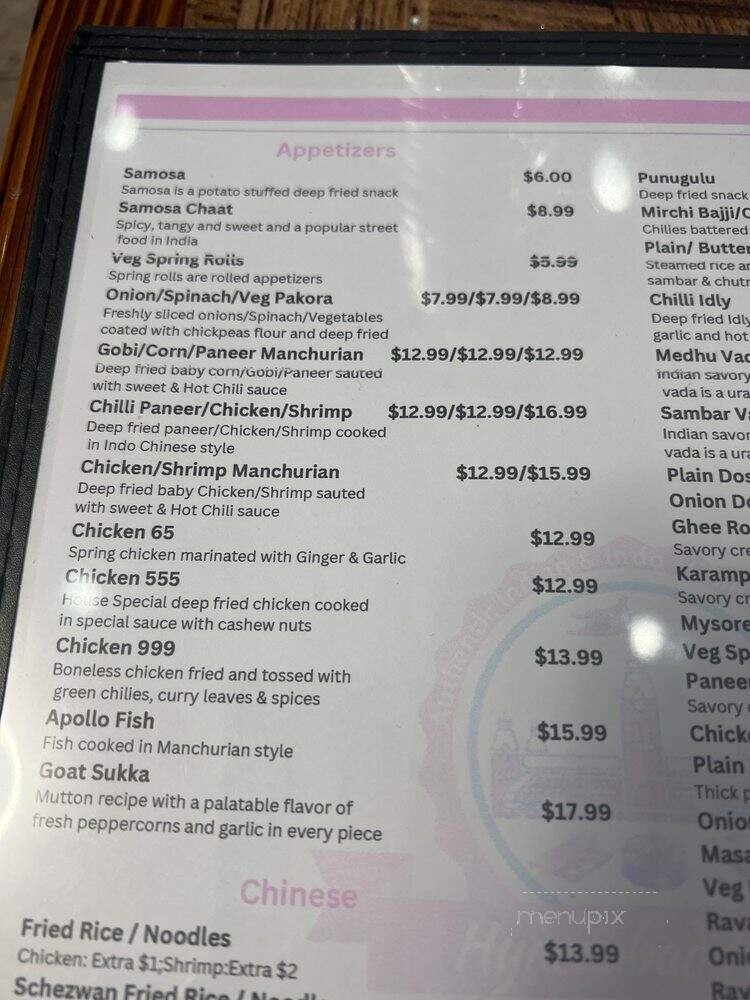 Appetizers
Samosa $6.00
Samosa is a potato stuffed deep fried snack
Samosa Chaat $8.99
Spicy, tangy and sweet and a popular street
food in India
Veg Spring Rolls $5.99
Spring rolls are rolled appetizers
Onion/Spinach/Veg Pakora $7.99/$7.99/$8.99
Freshly sliced onions/Spinach/Vegetables
coated with chickpeas flour and deep fried
Gobi/Corn/Paneer Manchurian $12.99/$12.99/$12.99
Deep fried baby corn/Gobi/Paneer sauted
with sweet & Hot Chili sauce
Chilli Paneer/Chicken/Shrimp $12.99/$12.99/$16.99
Deep fried paneer/Chicken/Shrimp cooked
in Indo Chinese style
Chicken/Shrimp Manchurian $12.99/$15.99
Deep fried baby Chicken/Shrimp sauted
with sweet & Hot Chili sauce
Chicken 65 $12.99
Spring chicken marinated with Ginger & Garlic
Chicken 555 $12.99
House Special deep fried chicken cooked
in special sauce with cashew nuts
Chicken 999 $13.99
Boneless chicken fried and tossed with
green chilies, curry leaves & spices
Apollo Fish $15.99
Fish cooked in Manchurian style
Goat Sukka $17.99
Mutton recipe with a palatable flavor of
fresh peppercorns and garlic in every piece
Chinese
Fried Rice / Noodles $13.99
Chicken: Extra $1;Shrimp:Extra $2
Schezwan Fried Rice /
Punugulu
Deep fried snack
Mirchi Bajji/
Chilies battered
Plain/ Butter
Steamed rice
sambar &
Chilli Idly
Deep fried Idly
garlic and hot
Medhu
Indian savory
vada is a
Sambar
Indian
vada is a
Plain
Onion
Ghee
Savory
Savory
Veg
Savory
Plain
Thick
Veg
menupix